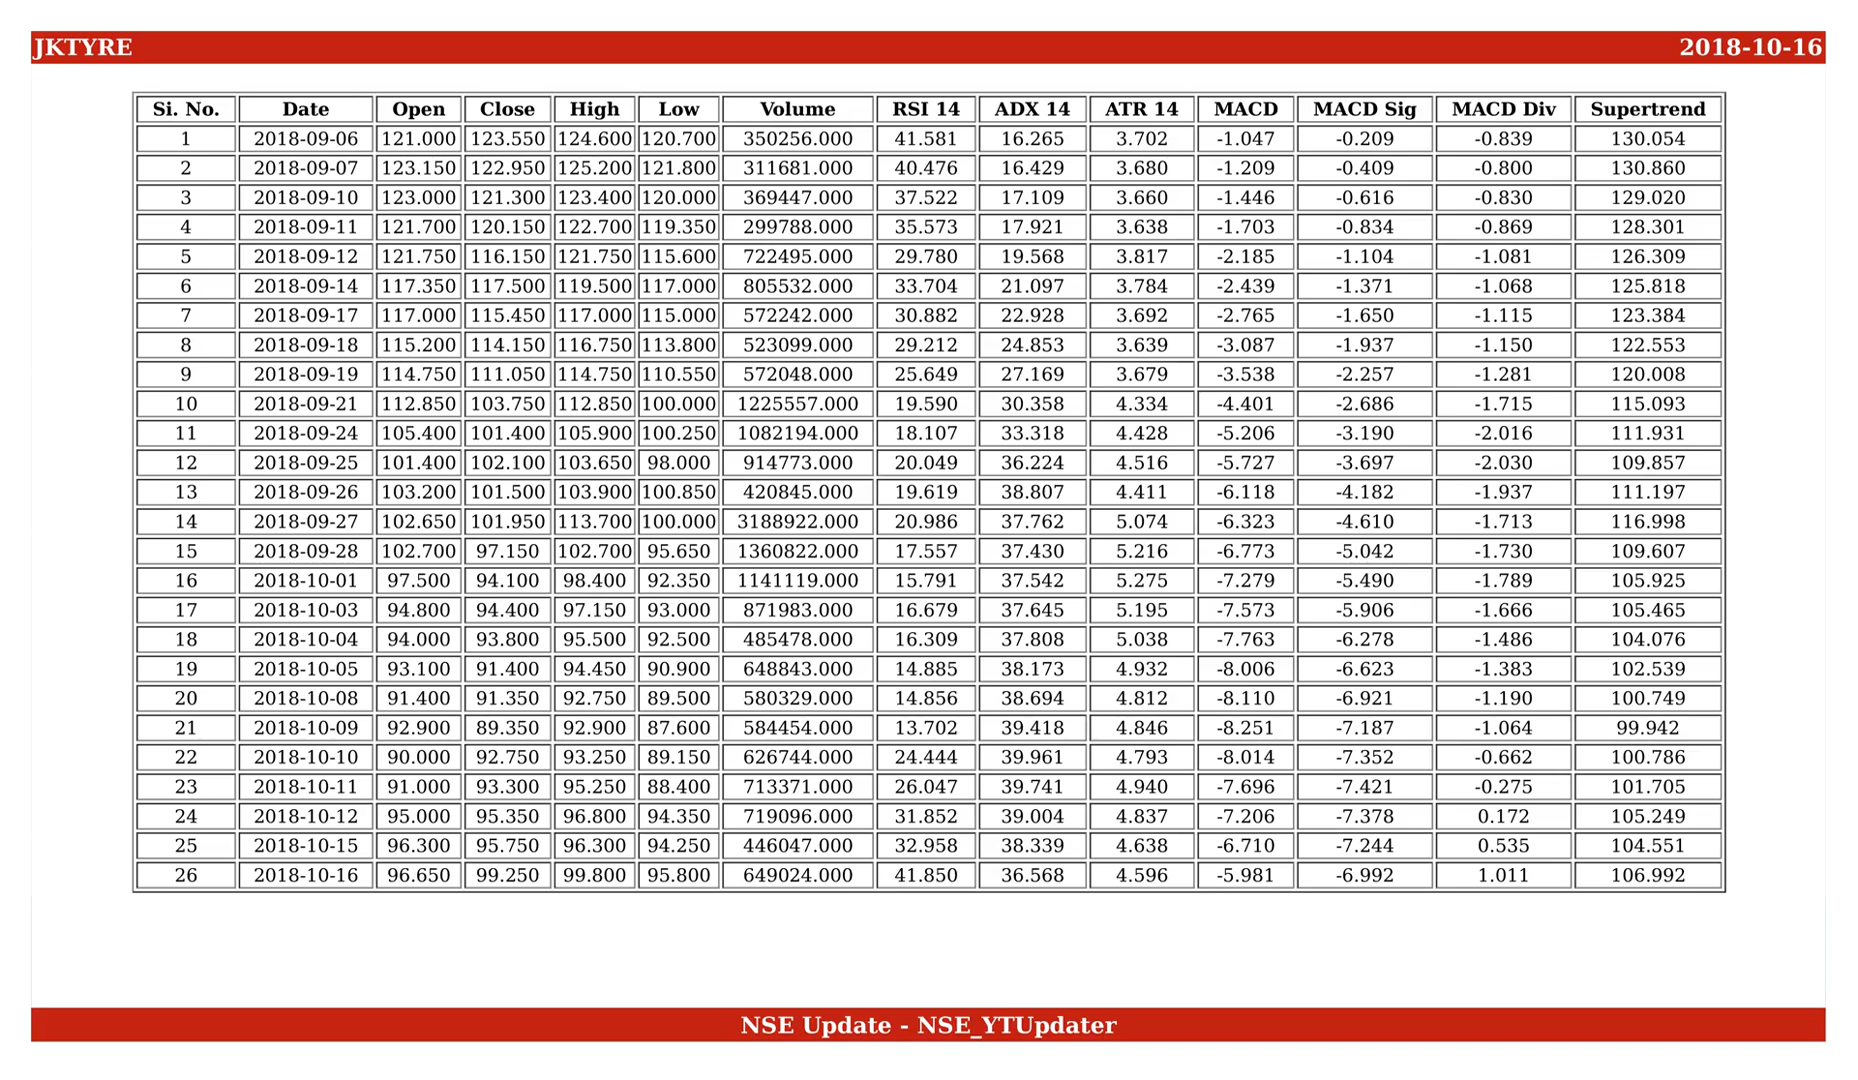 JKTYRE 2018-10-16
Si. No. Date Open Close High Low Volume RSI 14 ADX 14 ATR 14 MACD MACD Sig MACD Div Supertrend
1 2018-09-06 121.000 123.550 124.600 120.700 350256.000 41.581 16.265 3.702 -1.047 -0.209 -0.839 130.054
2 2018-09-07 123.150 122.950 125.200 121.800 311681.000 40.476 16.429 3.680 -1.209 -0.409 -0.800 130.860
3 2018-09-10 123.000 121.300 123.400 120.000 369447.000 37.522 17.109 3.660 -1.446 -0.616 -0.830 129.020
4 2018-09-11 121.700 120.150 122.700 119.350 299788.000 35.573 17.921 3.638 -1.703 -0.834 -0.869 128.301
5 2018-09-12 121.750 116.150 121.750 115.600 722495.000 29.780 19.568 3.817 -2.185 -1.104 -1.081 126.309
6 2018-09-14 117.350 117.500 119.500 117.000 805532.000 33.704 21.097 3.784 -2.439 -1.371 -1.068 125.818
7 2018-09-17 117.000 115.450 117.000 115.000 572242.000 30.882 22.928 3.692 -2.765 -1.650 -1.115 123.384
8 2018-09-18 115.200 114.150 116.750 113.800 523099.000 29.212 24.853 3.639 -3.087 -1.937 -1.150 122.553
9 2018-09-19 114.750 111.050 114.750 110.550 572048.000 25.649 27.169 3.679 -3.538 -2.257 -1.281 120.008
10 2018-09-21 112.850 103.750 112.850 100.000 1225557.000 19.590 30.358 4.334 -4.401 -2.686 -1.715 115.093
11 2018-09-24 105.400 101.400 105.900 100.250 1082194.000 18.107 33.318 4.428 -5.206 -3.190 -2.016 111.931
12 2018-09-25 101.400 102.100 103.650 98.000 914773.000 20.049 36.224 4.516 -5.727 -3.697 -2.030 109.857
13 2018-09-26 103.200 101.500 103.900 100.850 420845.000 19.619 38.807 4.411 -6.118 -4.182 -1.937 111.197
14 2018-09-27 102.650 101.950 113.700 100.000 3188922.000 20.986 37.762 5.074 -6.323 -4.610 -1.713 116.998
15 2018-09-28 102.700 97.150 102.700 95.650 1360822.000 17.557 37.430 5.216 -6.773 -5.042 -1.730 109.607
16 2018-10-01 97.500 94.100 98.400 92.350 1141119.000 15.791 37.542 5.275 -7.279 -5.490 -1.789 105.925
17 2018-10-03 94.800 94.400 97.150 93.000 871983.000 16.679 37.645 5.195 -7.573 -5.906 -1.666 105.465
18 2018-10-04 94.000 93.800 95.500 92.500 485478.000 16.309 37.808 5.038 -7.763 -6.278 -1.486 104.076
19 2018-10-05 93.100 91.400 94.450 90.900 648843.000 14.885 38.173 4.932 -8.006 -6.623 -1.383 102.539
20 2018-10-08 91.400 91.350 92.750 89.500 580329.000 14.856 38.694 4.812 -8.110 -6.921 -1.190 100.749
21 2018-10-09 92.900 89.350 92.900 87.600 584454.000 13.702 39.418 4.846 -8.251 -7.187 -1.064 99.942
22 2018-10-10 90.000 92.750 93.250 89.150 626744.000 24.444 39.961 4.793 -8.014 -7.352 -0.662 100.786
23 2018-10-11 91.000 93.300 95.250 88.400 713371.000 26.047 39.741 4.940 -7.696 -7.421 -0.275 101.705
24 2018-10-12 95.000 95.350 96.800 94.350 719096.000 31.852 39.004 4.837 -7.206 -7.378 0.172 105.249
25 2018-10-15 96.300 95.750 96.300 94.250 446047.000 32.958 38.339 4.638 -6.710 -7.244 0.535 104.551
26 2018-10-16 96.650 99.250 99.800 95.800 649024.000 41.850 36.568 4.596 -5.981 -6.992 1.011 106.992
NSE Update - NSE_YTUpdater